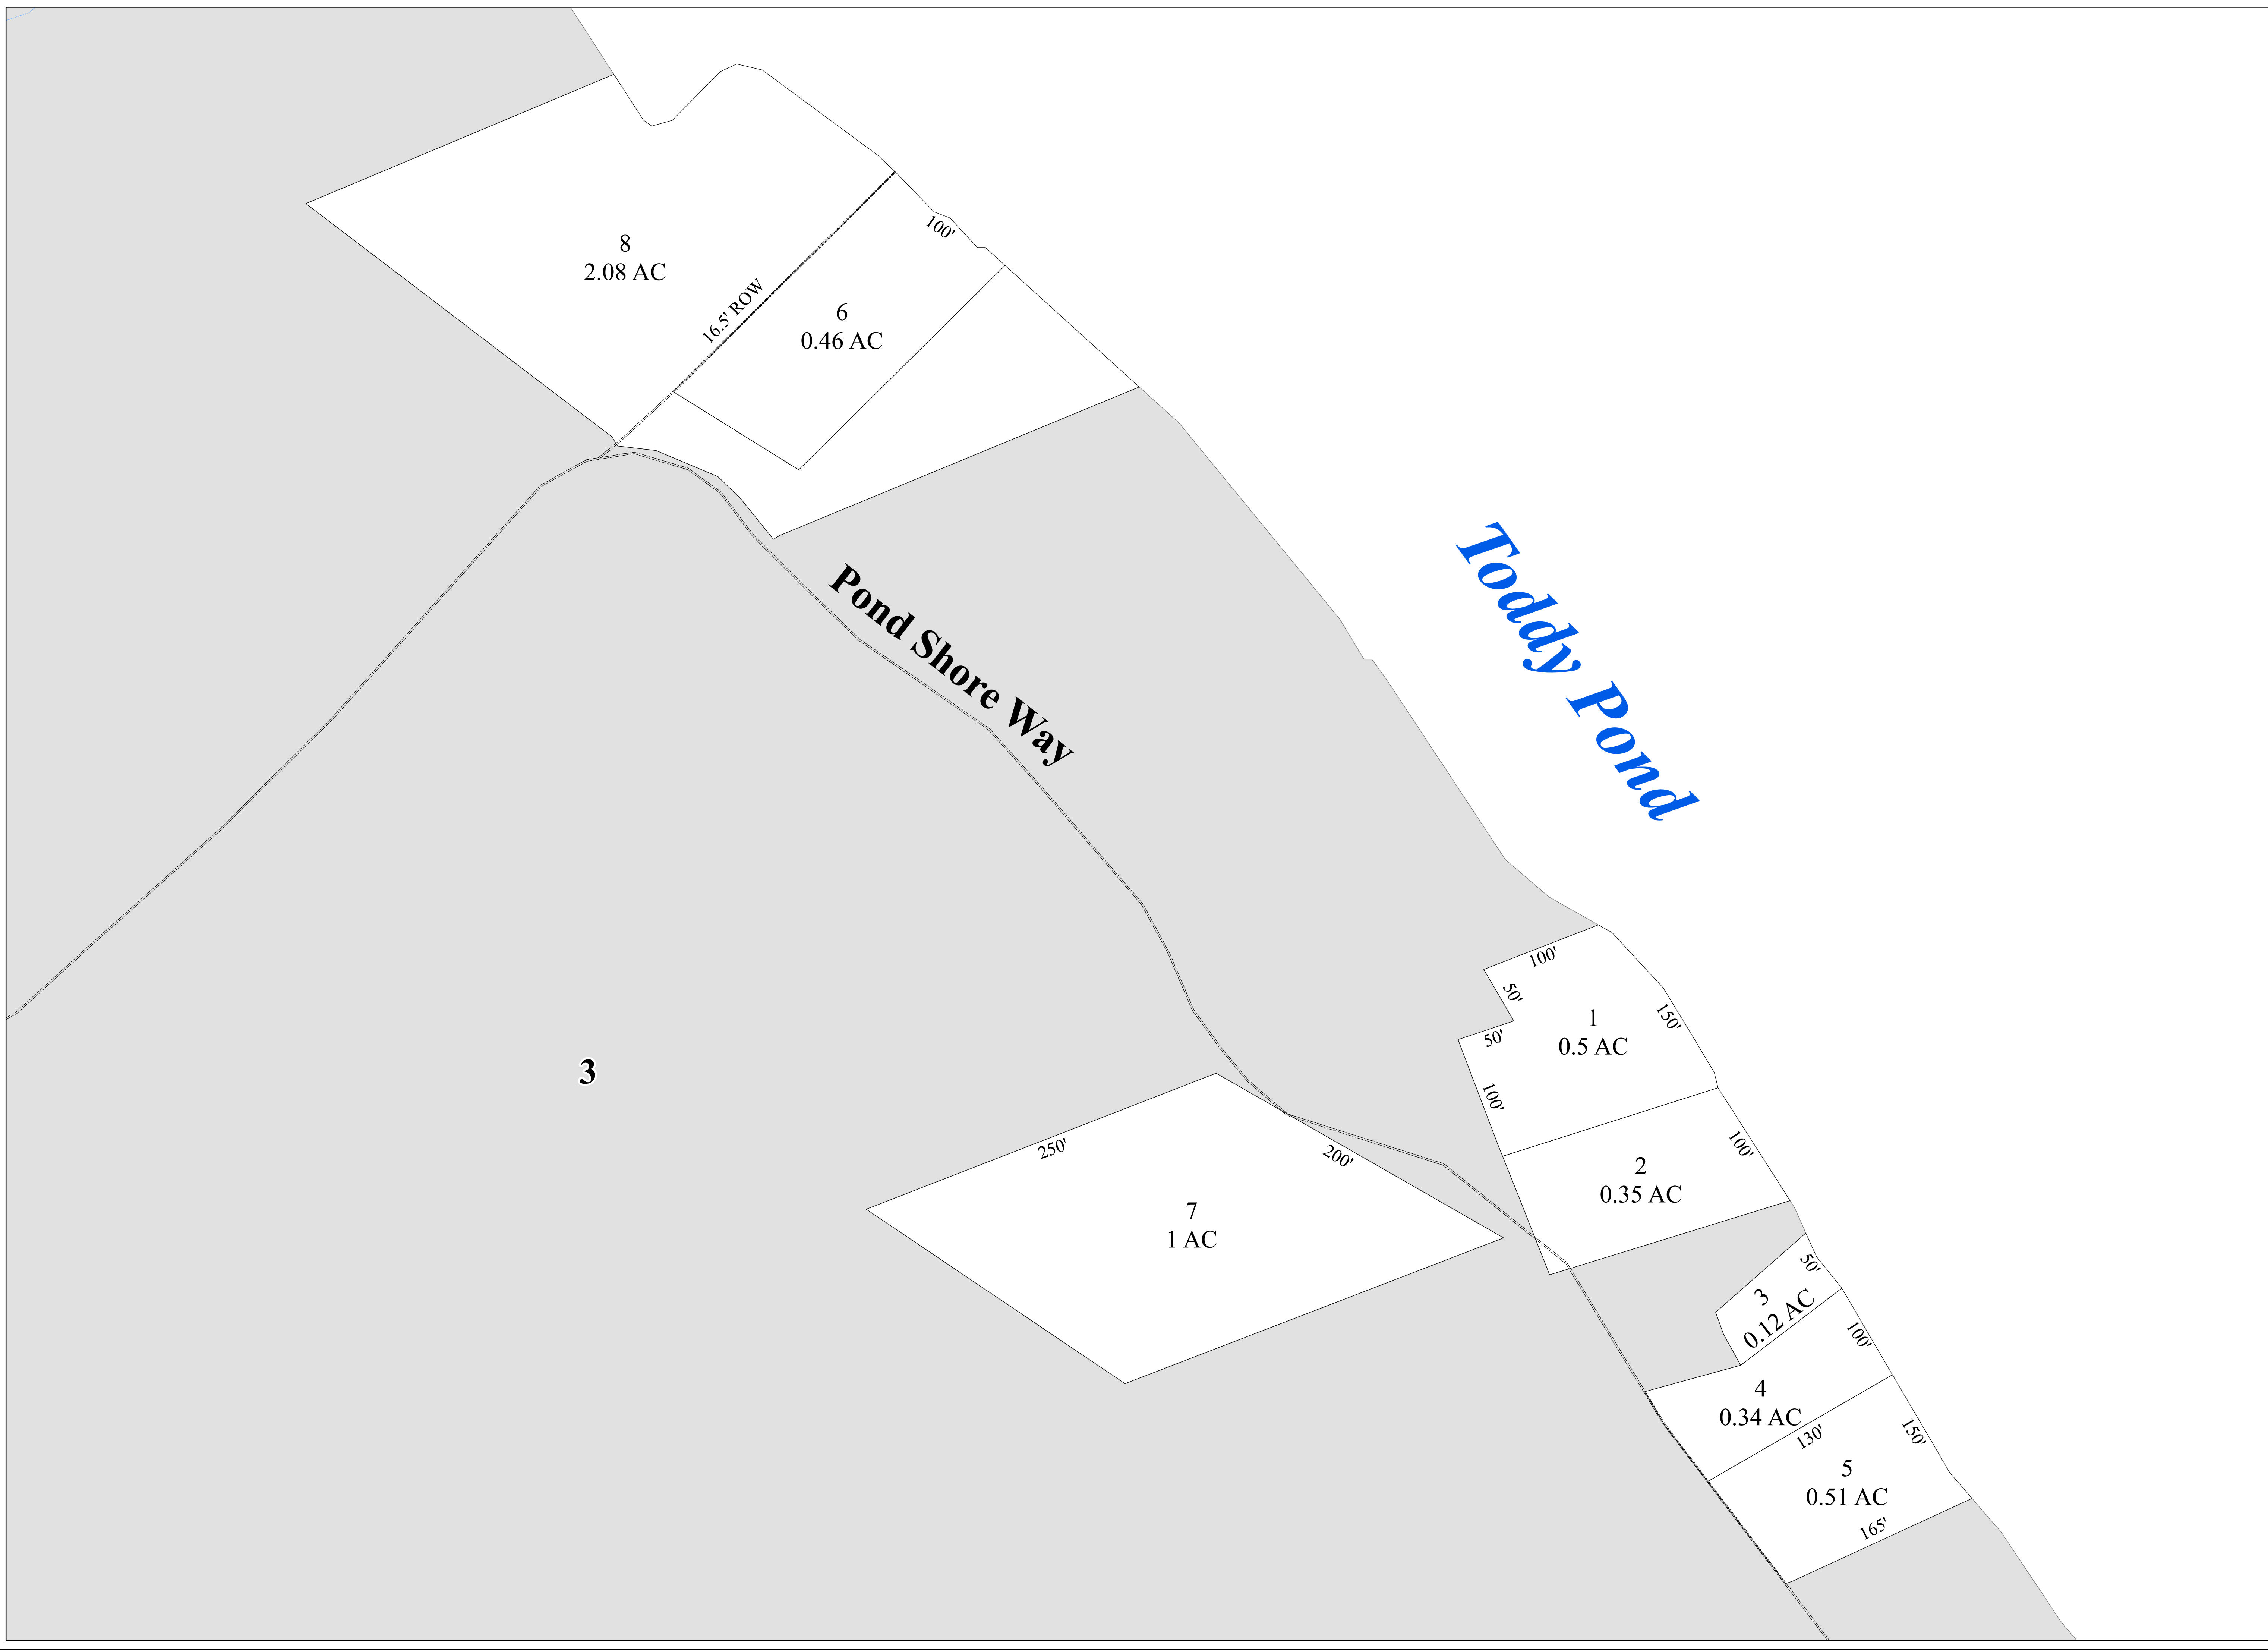 100'
8
2.08 AC
16.5' ROW
6
0.46 AC
Toddy Pond
Pond Shore Way
100'
50'
150'
1
0.5 AC
50'
100'
3
250'
200'
100'
2
0.35 AC
7
1 AC
50'
3
0.12 AC
100'
4
0.34 AC
130'
150'
5
0.51 AC
165'